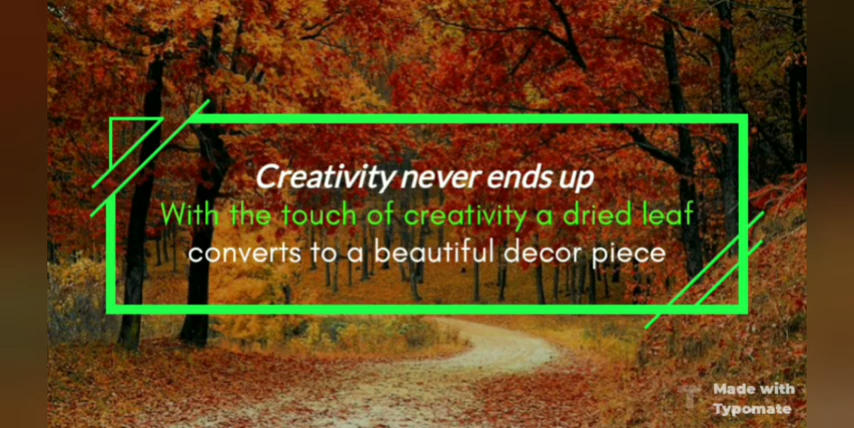 Creativity never ends up
With the touch of creativity a dried leaf
converts to a beautiful decor piece
Made with
Typomate